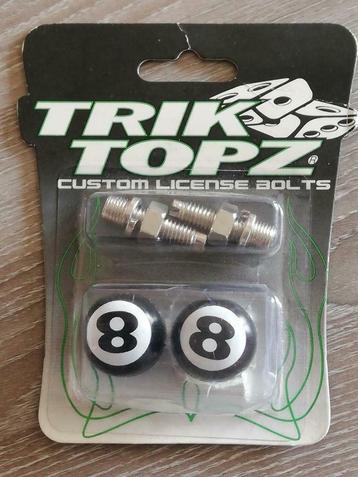 TRIK
TOPZ®
CUSTOM LICENSE BOLTS
8 8